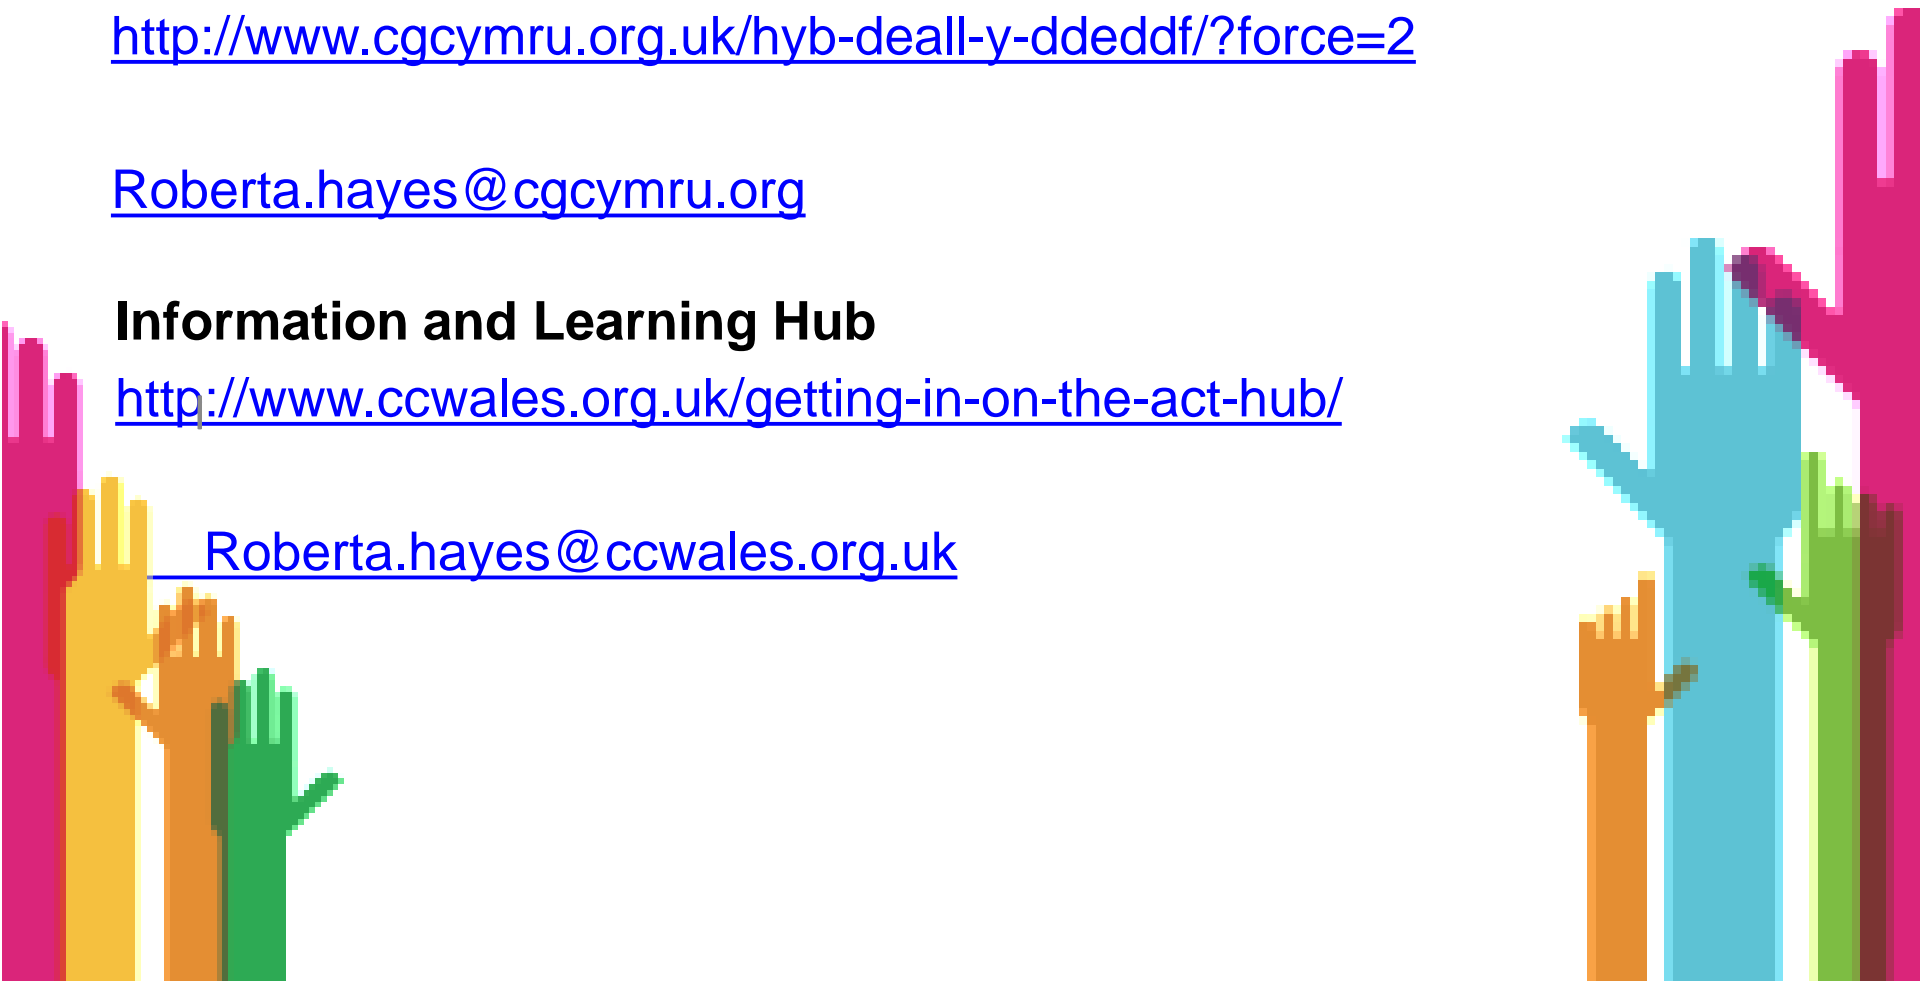 http://www.cgcymru.org.uk/hyb-deall-y-ddeddf/?force=2
Roberta.hayes@cgcymru.org
Information and Learning Hub
http://www.ccwales.org.uk/getting-in-on-the-act-hub/
Roberta.hayes@ccwales.org.uk